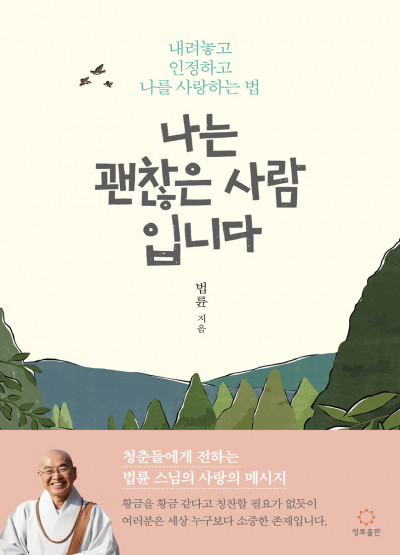 내려놓고
인정하고
나를 사랑하는 법
나는
괜찮은 사람
입니다
법륜 지음
청춘들에게 전하는
법륜 스님의 사랑의 메시지
황금을 황금 같다고 칭찬할 필요가 없듯이
여러분은 세상 누구보다 소중한 존재입니다.
정토출판